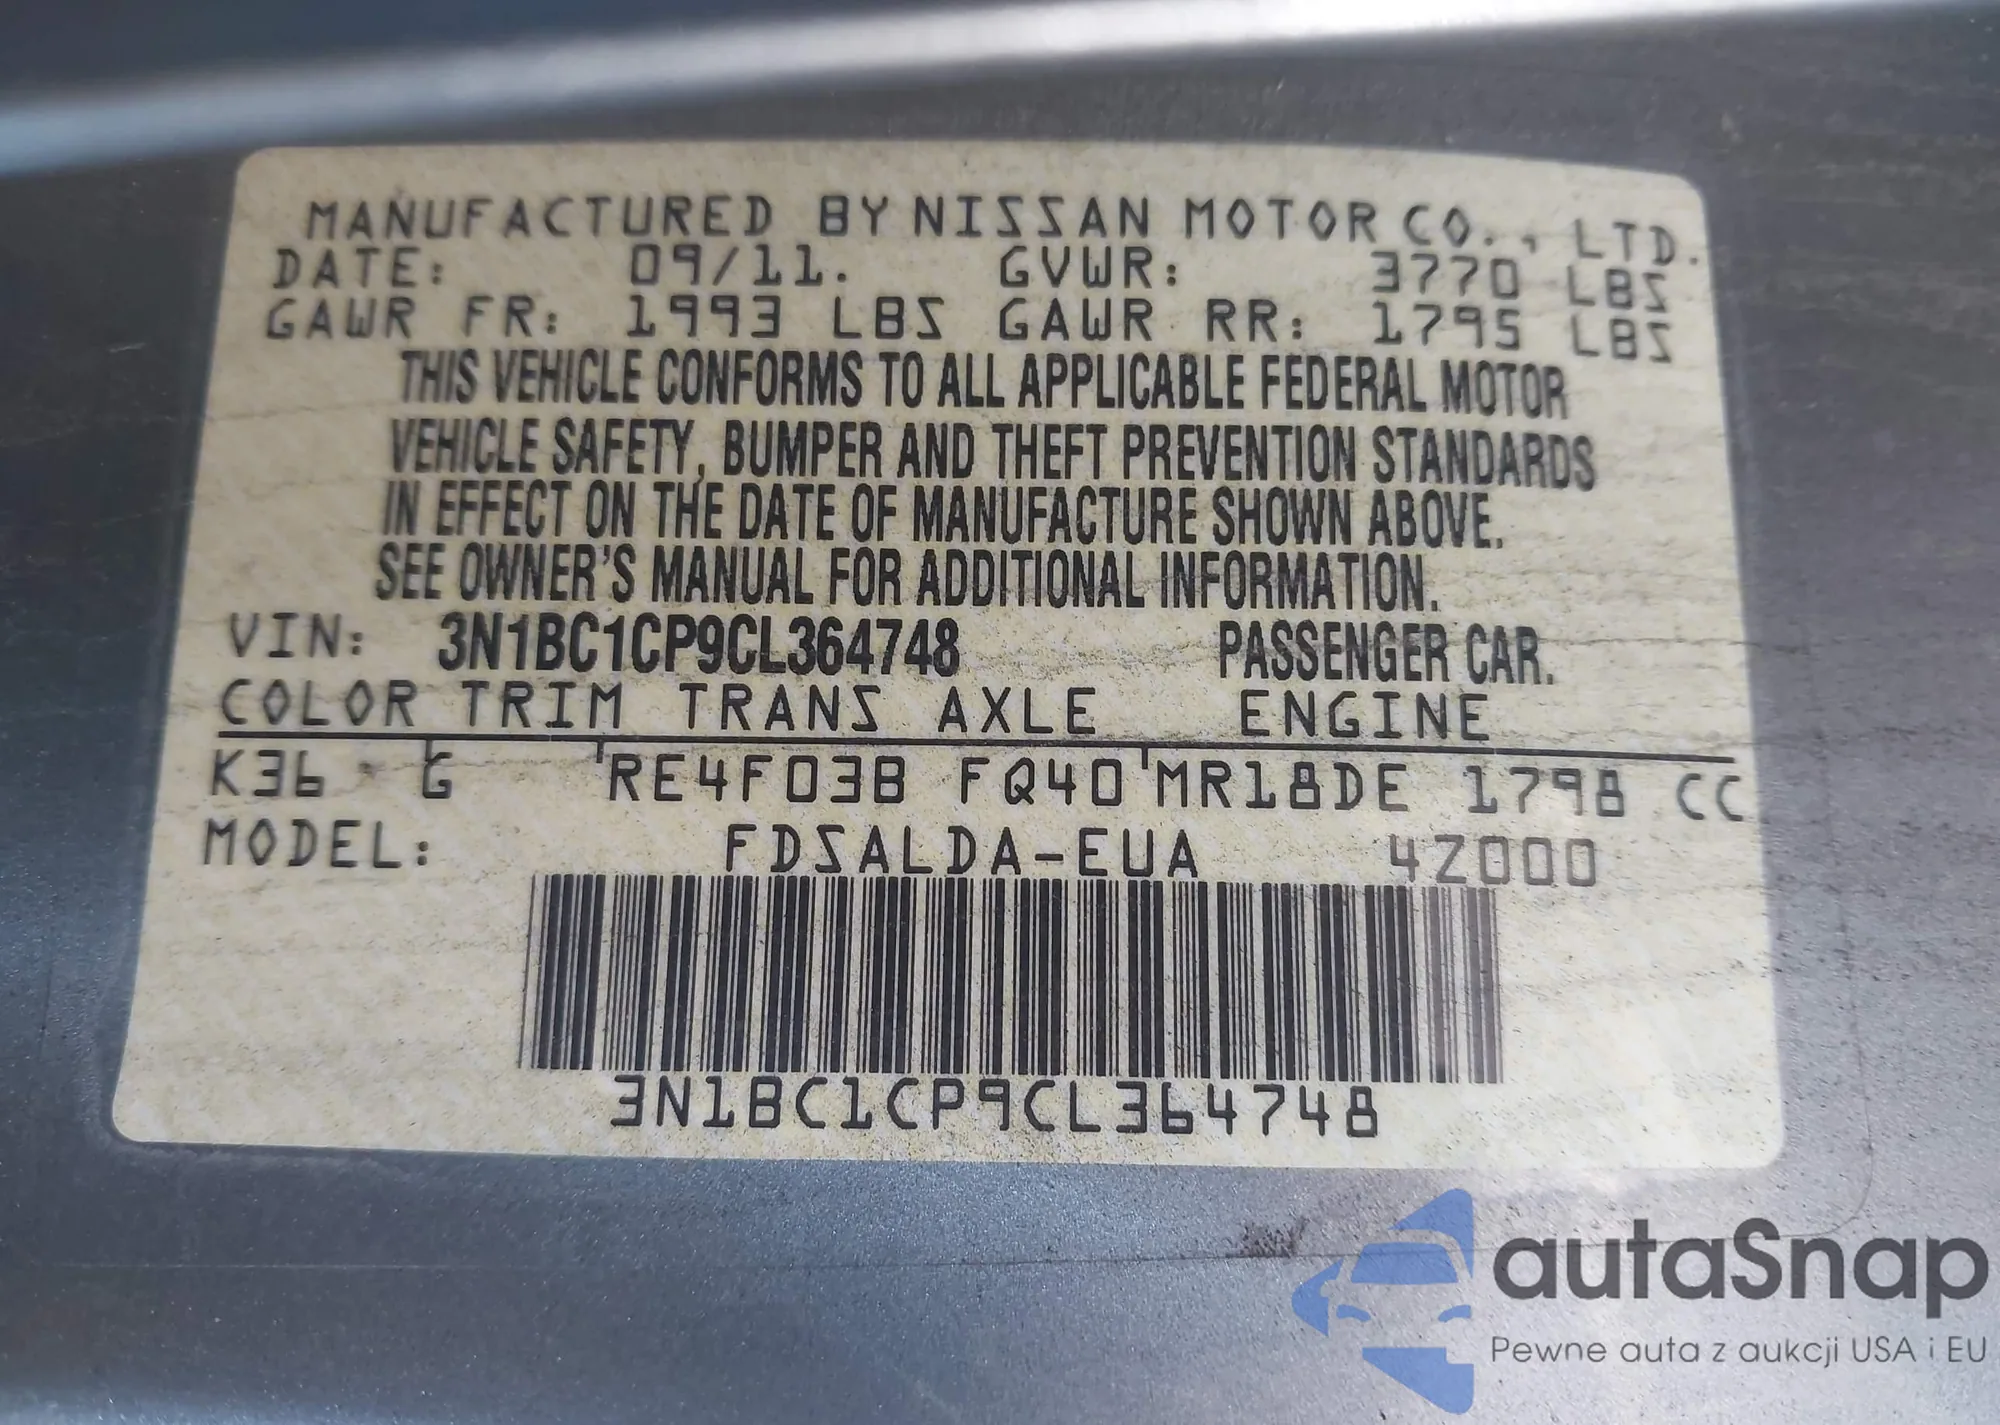 MANUFACTURED BY NISSAN MOTOR CO., LTD.
DATE: 09/11. GVWR: 3770 LBS
GAWR FR: 1993 LBS GAWR RR: 1795 LBS
THIS VEHICLE CONFORMS TO ALL APPLICABLE FEDERAL MOTOR
VEHICLE SAFETY, BUMPER AND THEFT PREVENTION STANDARDS
IN EFFECT ON THE DATE OF MANUFACTURE SHOWN ABOVE.
SEE OWNER'S MANUAL FOR ADDITIONAL INFORMATION.
VIN: 3N1BC1CP9CL364748 PASSENGER CAR.
COLOR TRIM TRANS AXLE ENGINE
K36 G RE4F03B FQ40 MR18DE 1798 CC
MODEL: FDSALDA-EUA 4Z000
3N1BC1CP9CL364748
autaSnap
Pewne auta z aukcji USA i EU